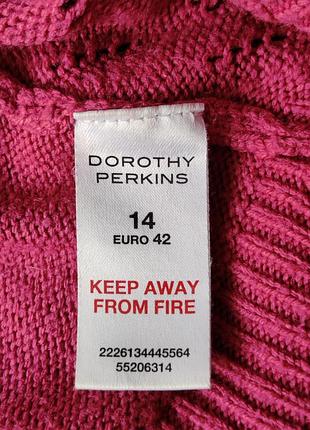 DOROTHY
PERKINS
14
EURO 42
KEEP AWAY
FROM FIRE
2226134445564
55206314